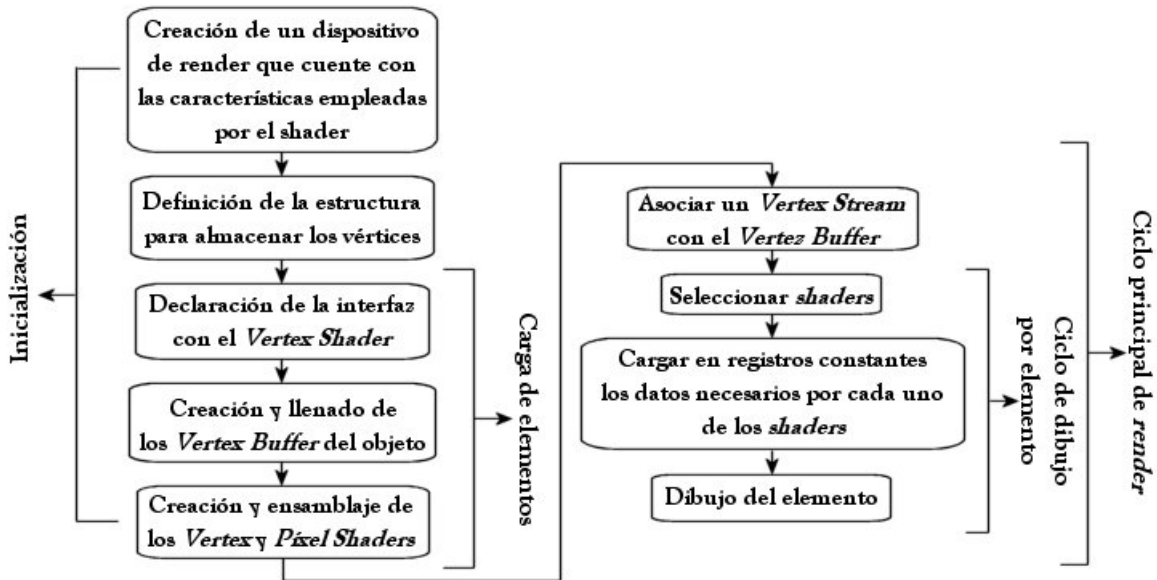 Creación de un dispositivo
de render que cuente con
las características empleadas
por el shader
Definición de la estructura
para almacenar los vértices
Declaración de la interfaz
con el Vertex Shader
Creación y llenado de
los Vertex Buffer del objeto
Creación y ensamblaje de
los Vertex y Píxel Shaders
Inicialización
Carga de elementos
Asociar un Vertex Stream
con el Vertez Buffer
Seleccionar shaders
Cargar en registros constantes
los datos necesarios por cada uno
de los shaders
Dibujo del elemento
Ciclo de dibujo
por elemento
Ciclo principal de render